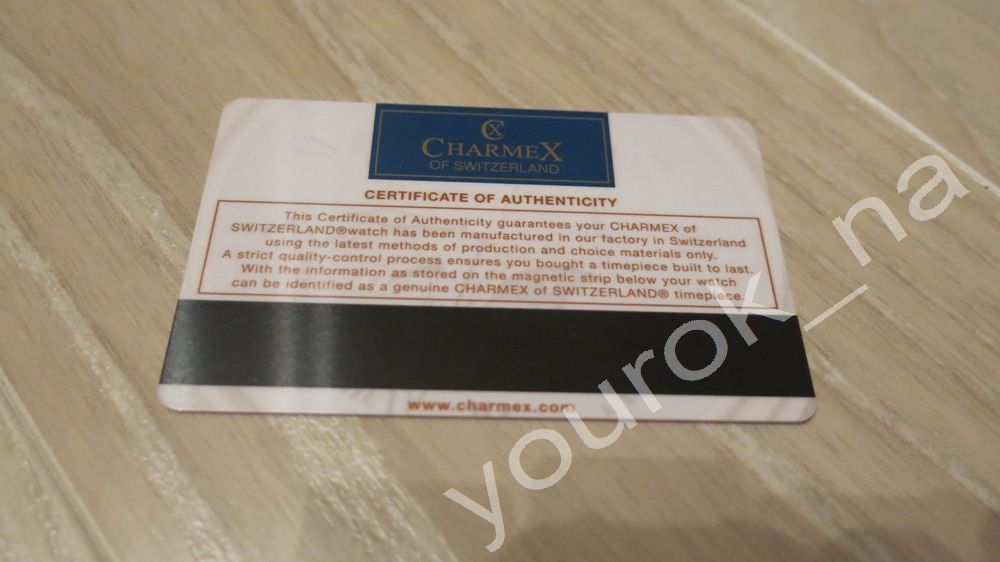 CX
CHARMEX
OF SWITZERLAND
CERTIFICATE OF AUTHENTICITY
This Certificate of Authenticity guarantees your CHARMEX of
SWITZERLAND®watch has been manufactured in our factory in Switzerland
using the latest methods of production and choice materials only.
A strict quality-control process ensures you bought a timepiece built to last.
With the information as stored on the magnetic strip below your watch
can be identified as a genuine CHARMEX of SWITZERLAND® timepiece.
www.charmex.com
yourok_na